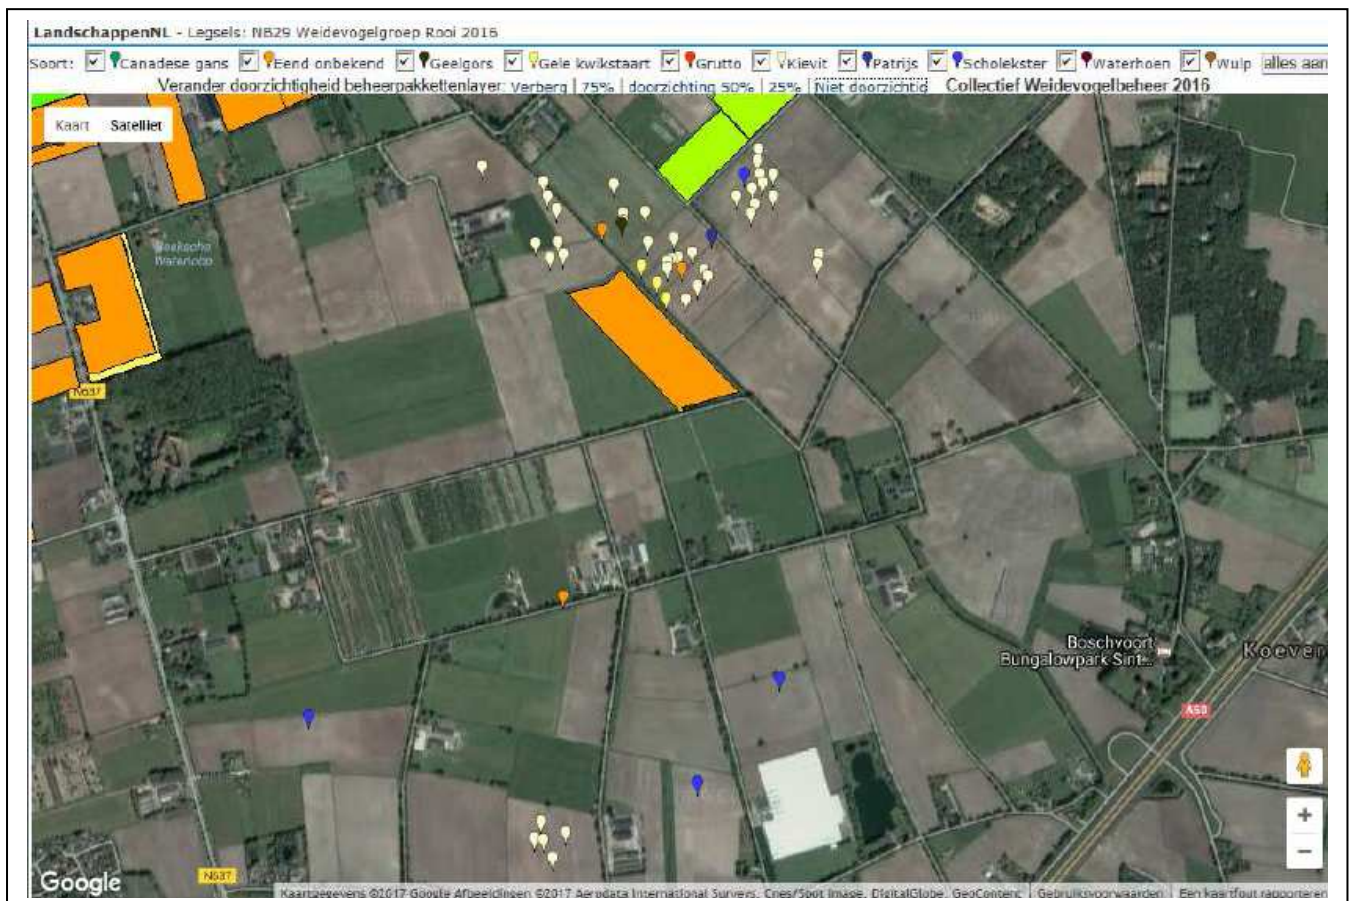 LandschappenNL - Legsels: NB29 Weidevogelgroep Rooi 2016
Soort: Canadese gans Eend onbekend Geelgors Gele kwikstaart Grutto Kievit Patrijs Scholekster Waterhoen Wulp alles aan
Verander doorzichtigheid beheerpakkettenlayer: Verberg | 75% | doorzichting 50% | 25% | Niet doorzichtig Collectief Weidevogelbeheer 2016
Kaart Satelliet
Beeksche
Waterloop
N637
Boschvoort
Bungalowpark Sint...
Koever
A50
N637
Google
Kaartgegevens ©2017 Google Afbeeldingen ©2017 Aerodata International Surveys, Cnes/Spot Image, DigitalGlobe, GeoContent | Gebruiksvoorwaarden | Een kaartfout rapporteren